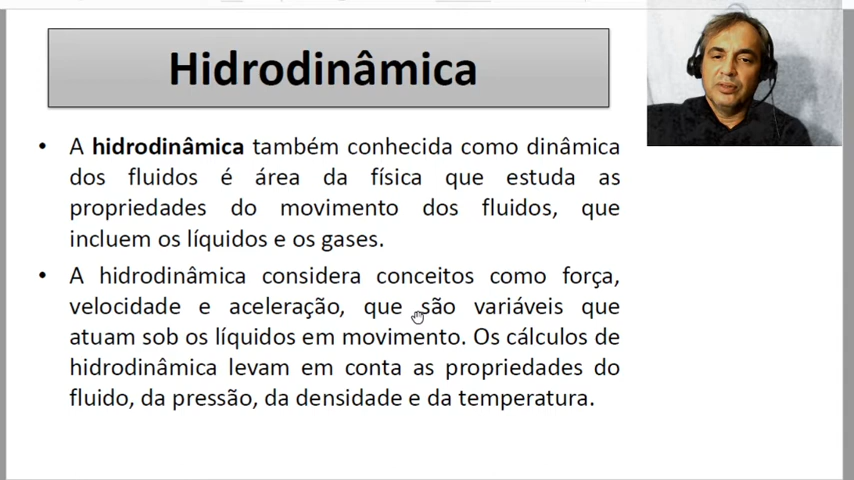 Hidrodinâmica
• A hidrodinâmica também conhecida como dinâmica
dos fluidos é área da física que estuda as
propriedades do movimento dos fluidos, que
incluem os líquidos e os gases.
• A hidrodinâmica considera conceitos como força,
velocidade e aceleração, que são variáveis que
atuam sob os líquidos em movimento. Os cálculos de
hidrodinâmica levam em conta as propriedades do
fluido, da pressão, da densidade e da temperatura.